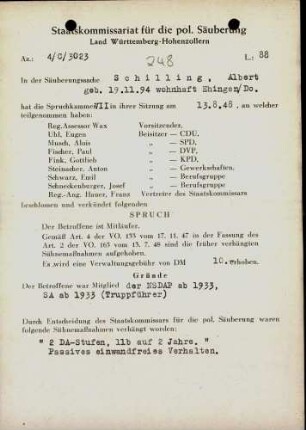 Staatskommissariat für die pol. Säuberung
Land Württemberg-Hohenzollern
Az.: 4/C/3023 L.: 88
248
In der Säuberungssache Schilling, Albert
geb. 19.11.94 wohnhaft Ehingen/Do.
hat die Spruchkammer VII in ihrer Sitzung am 13.8.48, an welcher
teilgenommen haben:
Reg.Assessor Wax Vorsitzender,
Uhl, Eugen Beisitzer — CDU,
Munch, Alois „ — SPD,
Fischer, Paul „ — DVP,
Fink, Gottlieb „ — KPD,
Steinacher, Anton „ — Gewerkschaften,
Schwarz, Emil „ — Berufsgruppe
Schneckenburger, Josef „ — Berufsgruppe
Reg.-Ang. Hauer, Franz Vertreter des Staatskommissars
beschlossen und verkündet folgenden
SPRUCH
Der Betroffene ist Mitläufer.
Gemäß Art. 4 der VO. 133 vom 17. 11. 47 in der Fassung des
Art. 2 der VO. 165 vom 13. 7. 48 sind die früher verhängten
Sühnemaßnahmen aufgehoben.
Es wird eine Verwaltungsgebühr von DM 10. erhoben.
Gründe
Der Betroffene war Mitglied der NSDAP ab 1933,
SA ab 1933 (Truppführer)
Durch Entscheidung des Staatskommissars für die pol. Säuberung waren
folgende Sühnemaßnahmen verhängt worden:
" 2 DA-Stufen, 11b auf 2 Jahre. "
Passives einwandfreies Verhalten.